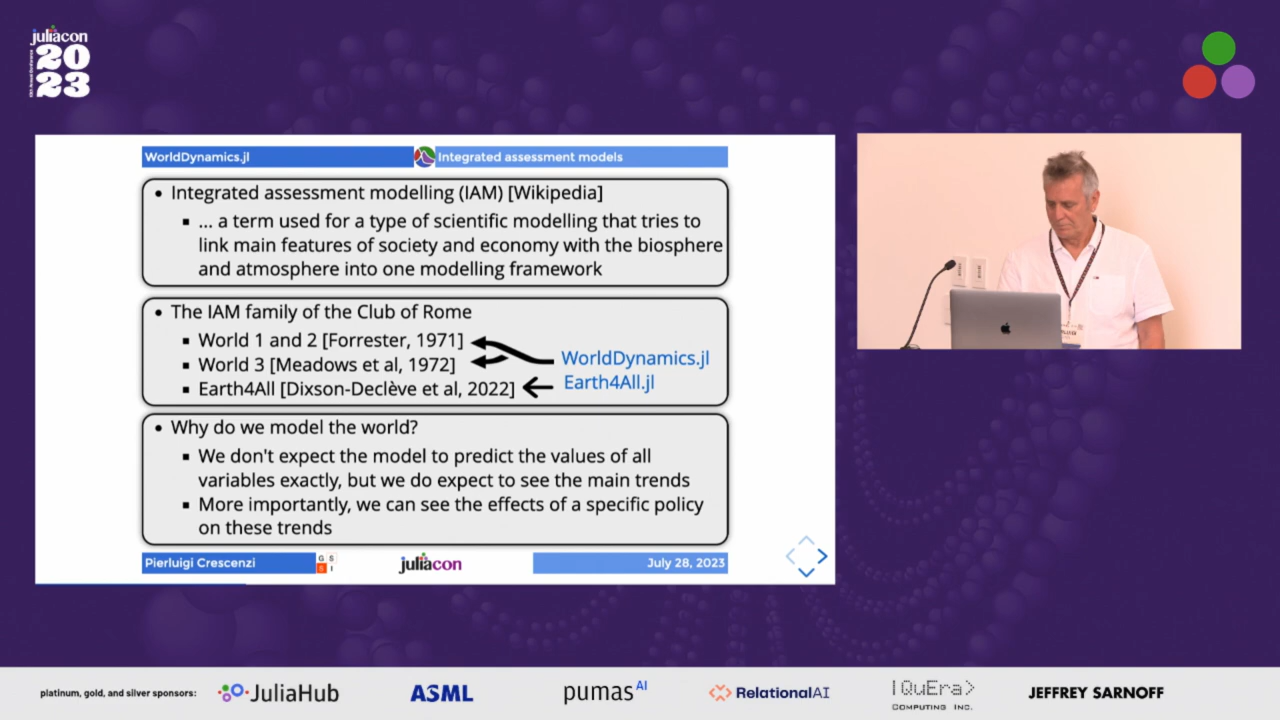 juliacon
20
23
WorldDynamics.jl
Integrated assessment models
• Integrated assessment modelling (IAM) [Wikipedia]
▪ ... a term used for a type of scientific modelling that tries to
link main features of society and economy with the biosphere
and atmosphere into one modelling framework
• The IAM family of the Club of Rome
▪ World 1 and 2 [Forrester, 1971]
▪ World 3 [Meadows et al, 1972]
▪ Earth4All [Dixson-Declève et al, 2022]
WorldDynamics.jl
Earth4All.jl
• Why do we model the world?
▪ We don't expect the model to predict the values of all
variables exactly, but we do expect to see the main trends
▪ More importantly, we can see the effects of a specific policy
on these trends
Pierluigi Crescenzi
G S
S I
juliacon
July 28, 2023
platinum, gold, and silver sponsors:
JuliaHub
ASML
pumas AI
RelationalAI
|QuEra>
COMPUTING INC.
JEFFREY SARNOFF